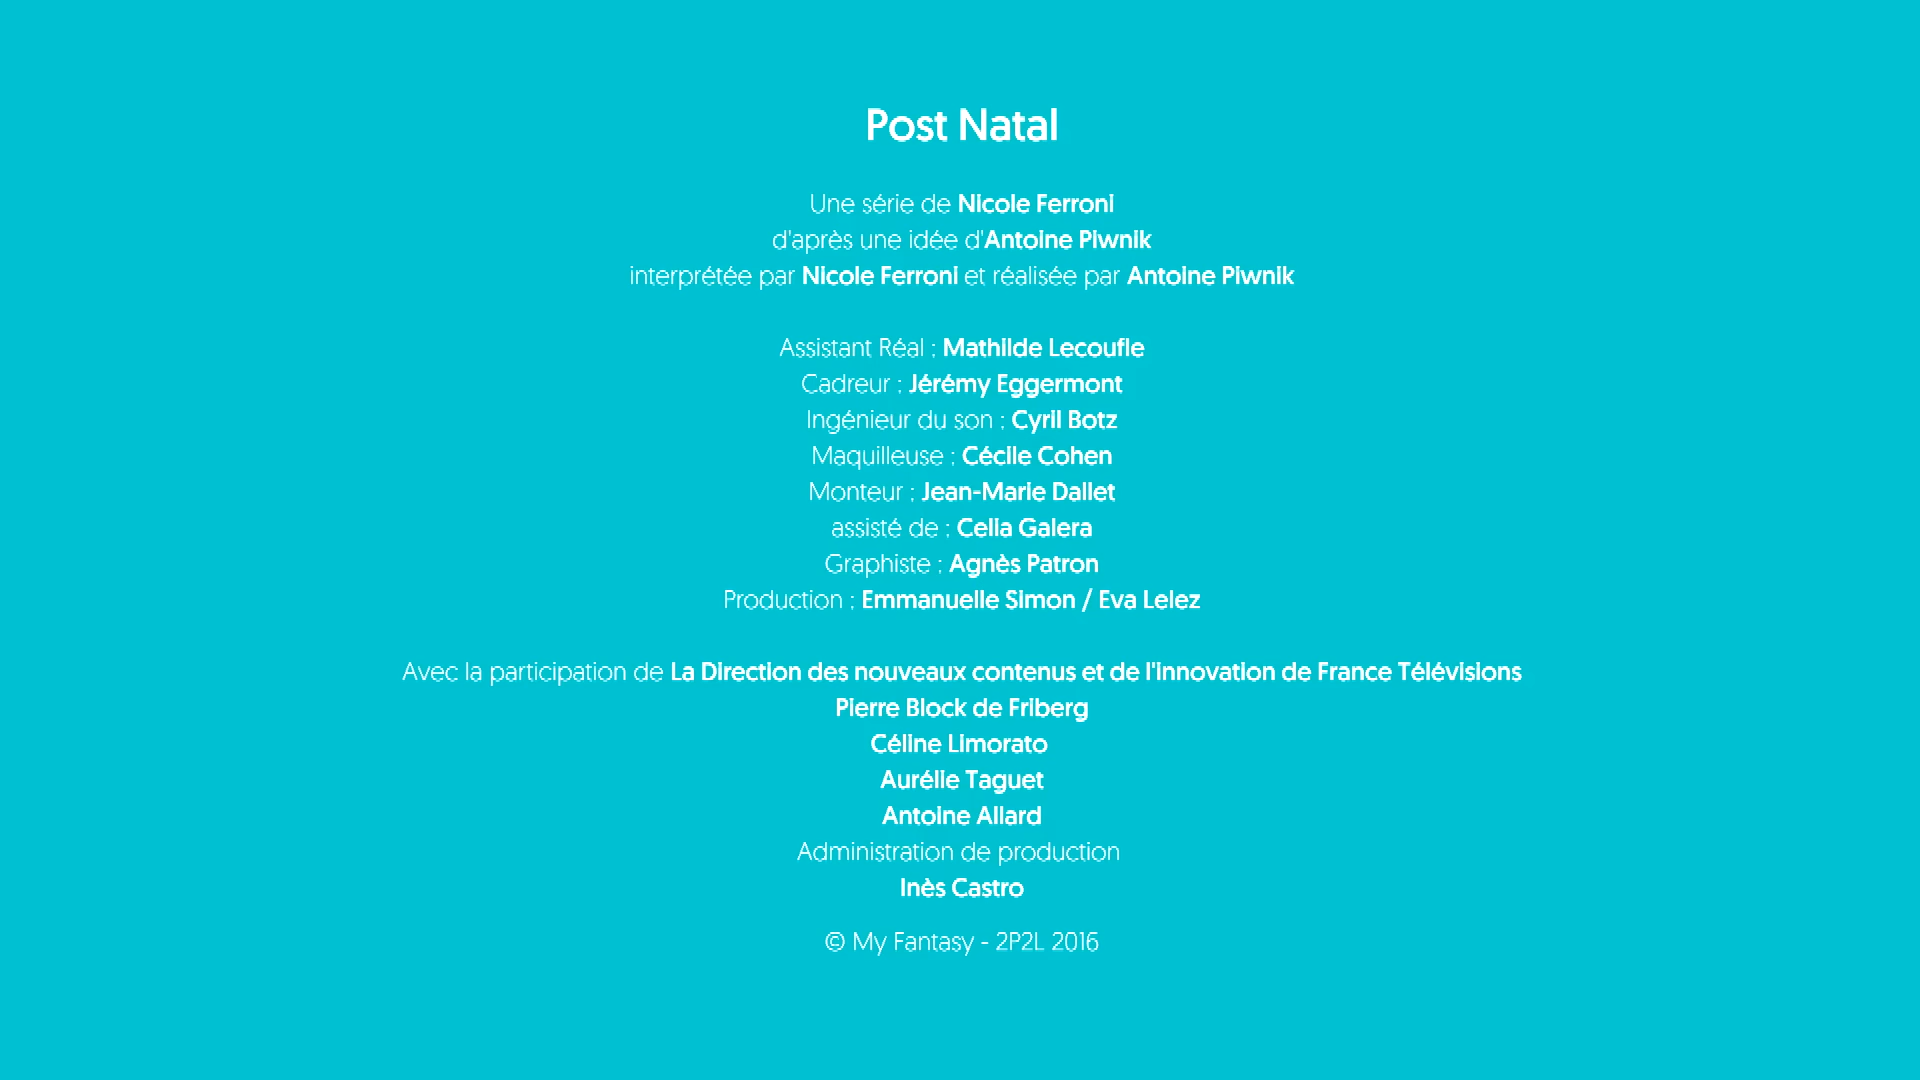 Post Natal
Une série de Nicole Ferroni
d'après une idée d'Antoine Piwnik
interprétée par Nicole Ferroni et réalisée par Antoine Piwnik
Assistant Réal : Mathilde Lecoufle
Cadreur : Jérémy Eggermont
Ingénieur du son : Cyril Botz
Maquilleuse : Cécile Cohen
Monteur : Jean-Marie Dallet
assisté de : Celia Galera
Graphiste : Agnès Patron
Production : Emmanuelle Simon / Eva Lelez
Avec la participation de La Direction des nouveaux contenus et de l'innovation de France Télévisions
Pierre Block de Friberg
Céline Limorato
Aurélie Taguet
Antoine Allard
Administration de production
Inès Castro
© My Fantasy - 2P2L 2016